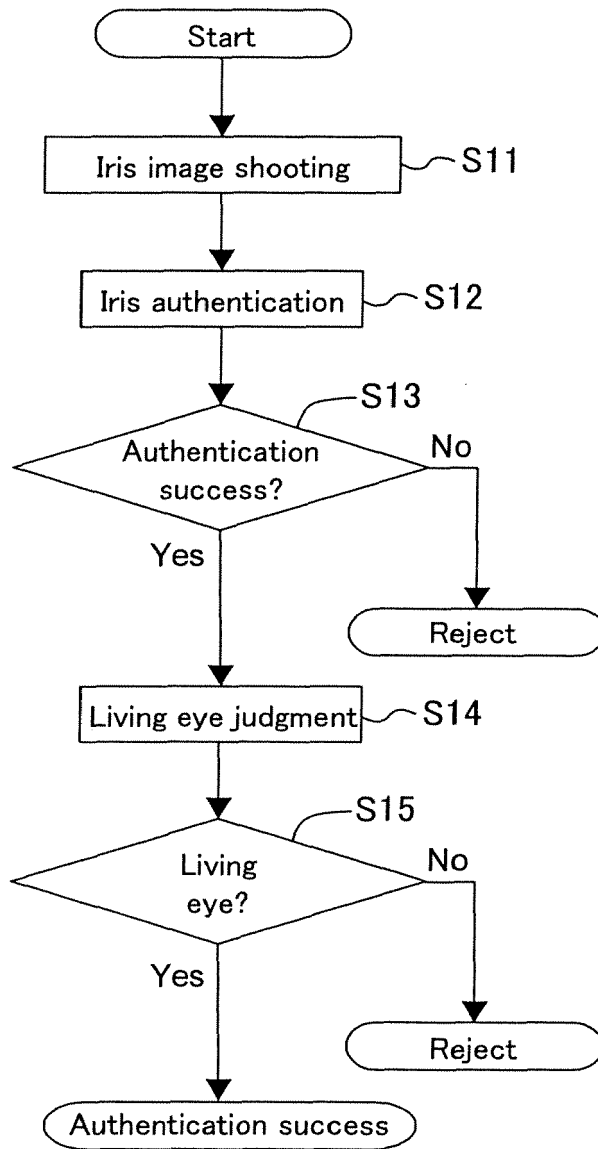 Start
Iris image shooting
S11
Iris authentication
S12
S13
Authentication
success?
No
Yes
Reject
Living eye judgment
S14
S15
Living
eye?
No
Yes
Reject
Authentication success